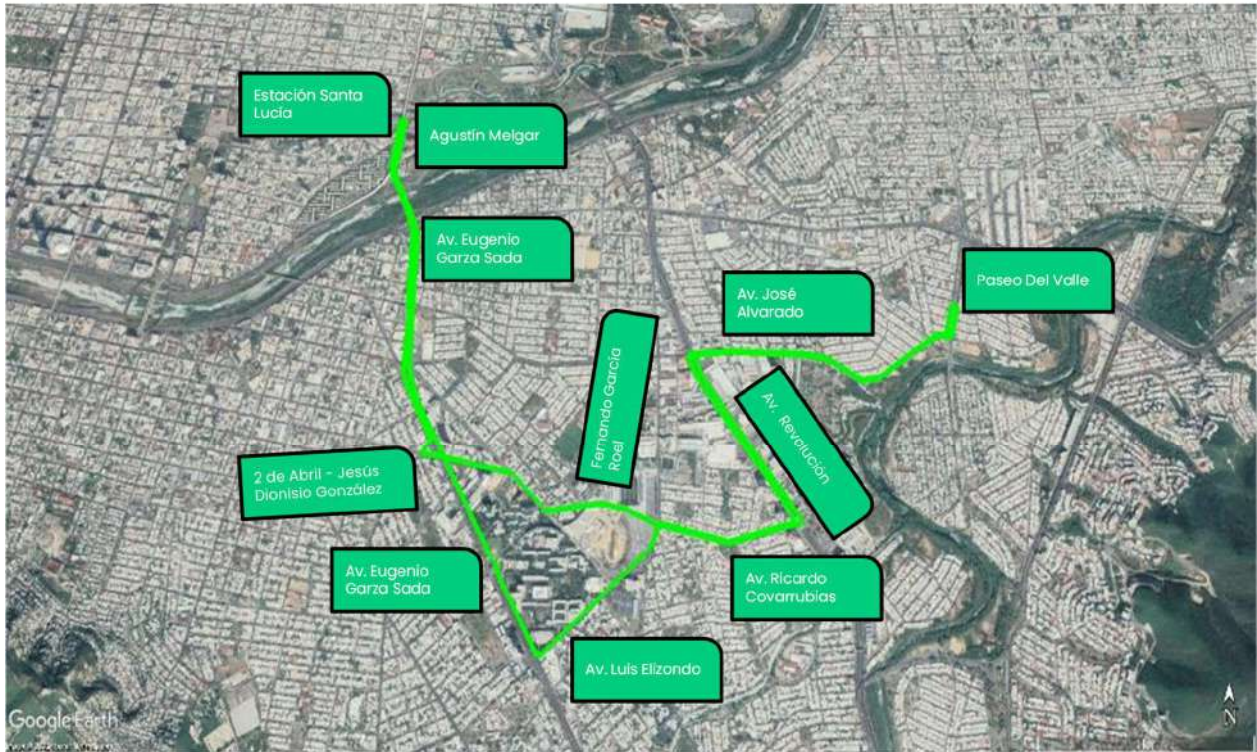 Estación Santa
Lucía
Agustín Melgar
Av. Eugenio
Garza Sada
Paseo Del Valle
Av. José
Alvarado
Fernando García
Roel
Av. Revolución
2 de Abril - Jesús
Dionisio González
Av. Eugenio
Garza Sada
Av. Ricardo
Covarrubias
Av. Luis Elizondo
Google Earth
N